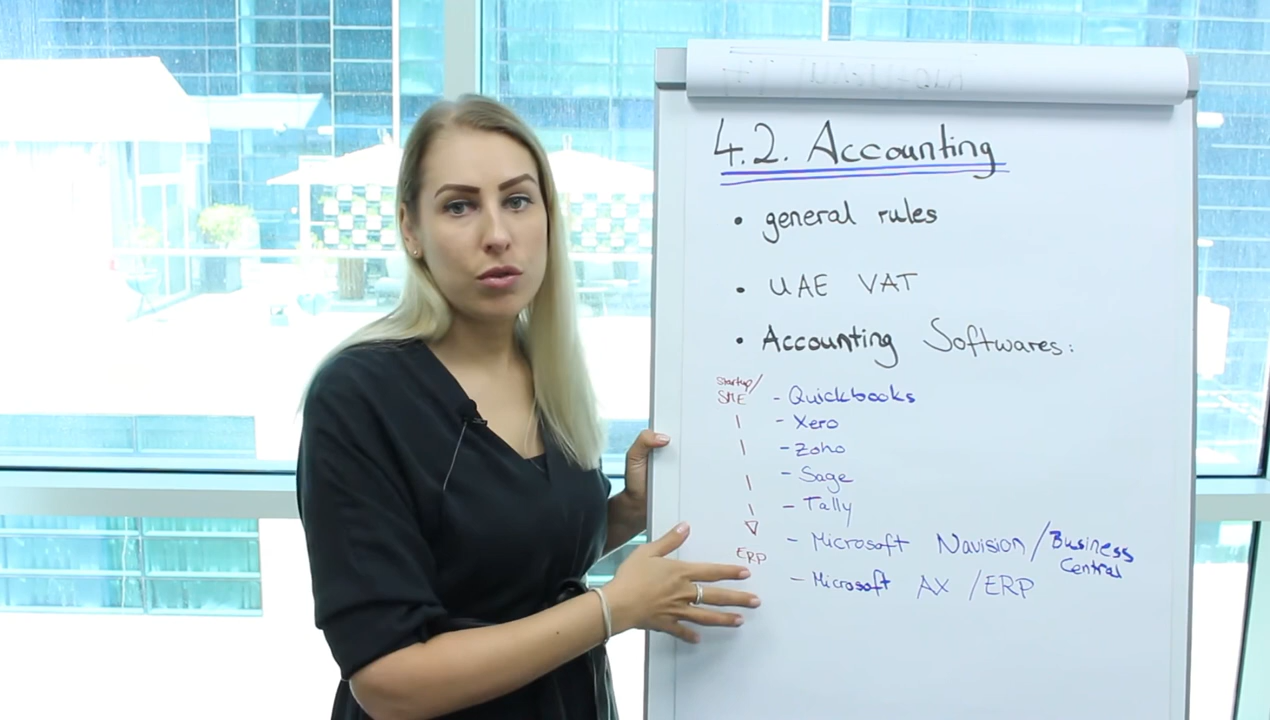 4.2. Accounting
• general rules
• UAE VAT
• Accounting Softwares:
Startup/
SME
- Quickbooks
- Xero
- Zoho
- Sage
- Tally
ERP
- Microsoft Navision / Business Central
- Microsoft AX / ERP